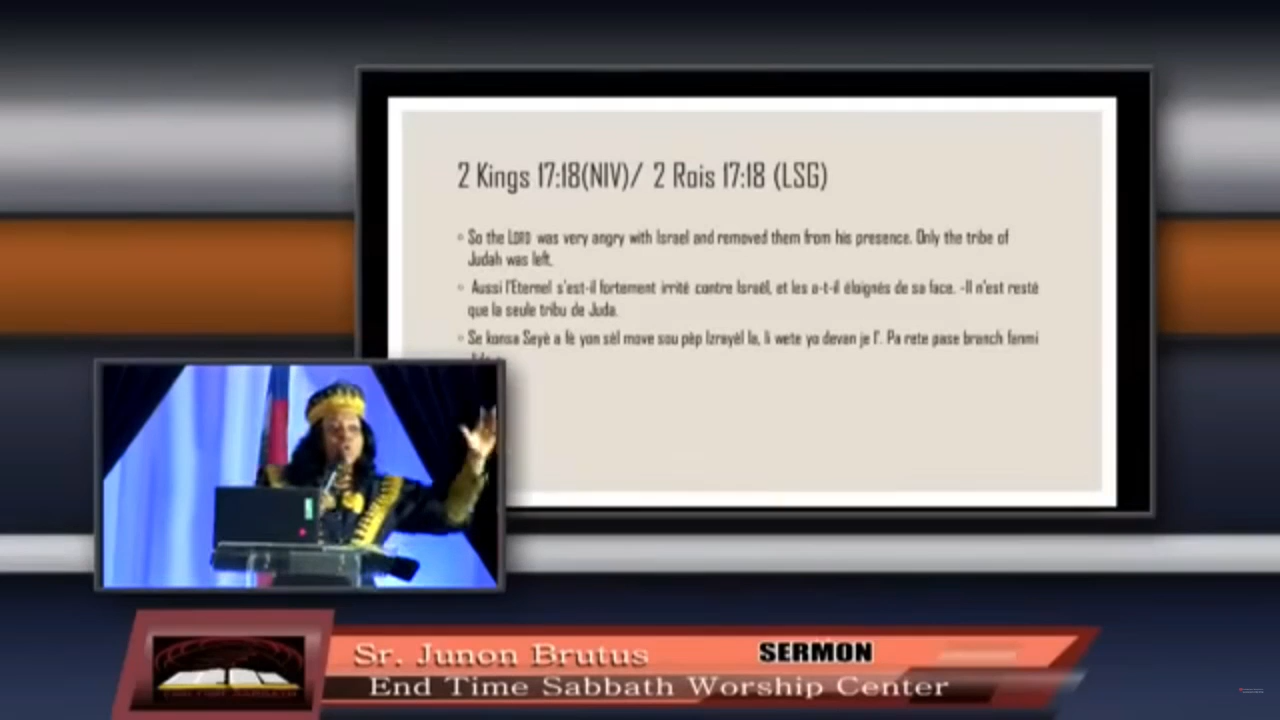 2 Kings 17:18(NIV)/ 2 Rois 17:18 (LSG)
So the LORD was very angry with Israel and removed them from his presence. Only the tribe of
Judah was left.
Aussi l'Eternel s'est-il fortement irrité contre Israël, et les a-t-il éloignés de sa face. -Il n'est resté
que la seule tribu de Juda.
Se konsa Seyè a fè yon sèl move sou pèp Izrayèl la, li wete yo devan je l'. Pa rete pase branch fanmi
Sr. Junon Brutus
SERMON
End Time Sabbath Worship Center